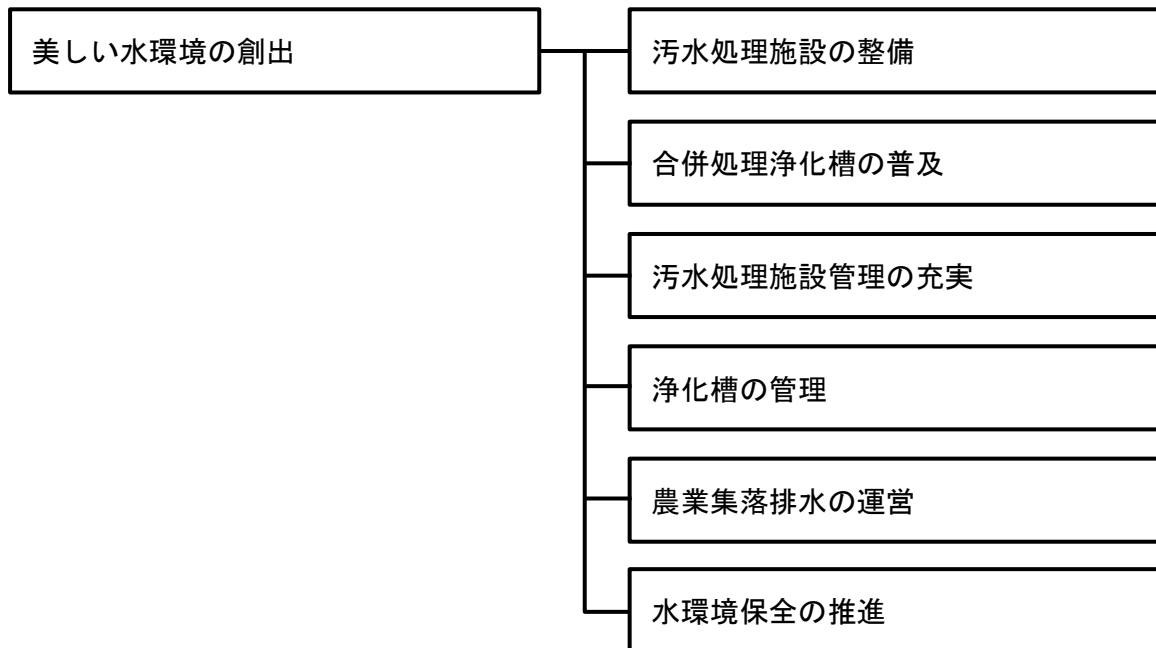 美しい水環境の創出
汚水処理施設の整備
合併処理浄化槽の普及
汚水処理施設管理の充実
浄化槽の管理
農業集落排水の運営
水環境保全の推進